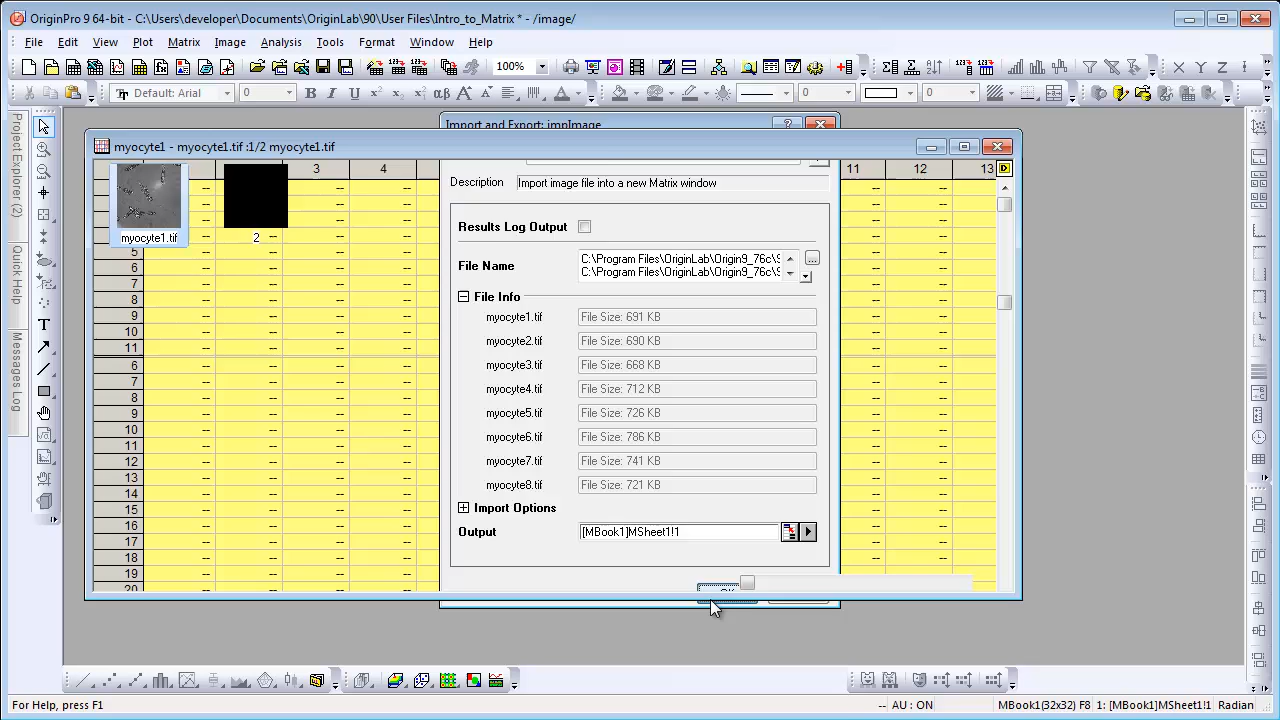 OriginPro 9 64-bit - C:\Users\developer\Documents\OriginLab\90\User Files\Intro_to_Matrix * - /image/
File Edit View Plot Matrix Image Analysis Tools Format Window Help
100%
Default: Arial 0 B I U 0 0
Project Explorer (2)
Quick Help
Messages Log
Import and Export: impImage
myocyte1 - myocyte1.tif :1/2 myocyte1.tif
3 4 11 12 13
myocyte1.tif
2
Description Import image file into a new Matrix window
Results Log Output
File Name C:\Program Files\OriginLab\Origin9_76c\S
C:\Program Files\OriginLab\Origin9_76c\S
File Info
myocyte1.tif File Size: 691 KB
myocyte2.tif File Size: 690 KB
myocyte3.tif File Size: 668 KB
myocyte4.tif File Size: 712 KB
myocyte5.tif File Size: 726 KB
myocyte6.tif File Size: 786 KB
myocyte7.tif File Size: 741 KB
myocyte8.tif File Size: 721 KB
Import Options
Output [MBook1]MSheet1!1
OK
5
6
7
8
9
10
11
6
7
8
9
10
11
12
13
14
15
16
17
18
19
20
For Help, press F1 -- AU : ON MBook1(32x32) F8 1: [MBook1]MSheet1!1 Radian